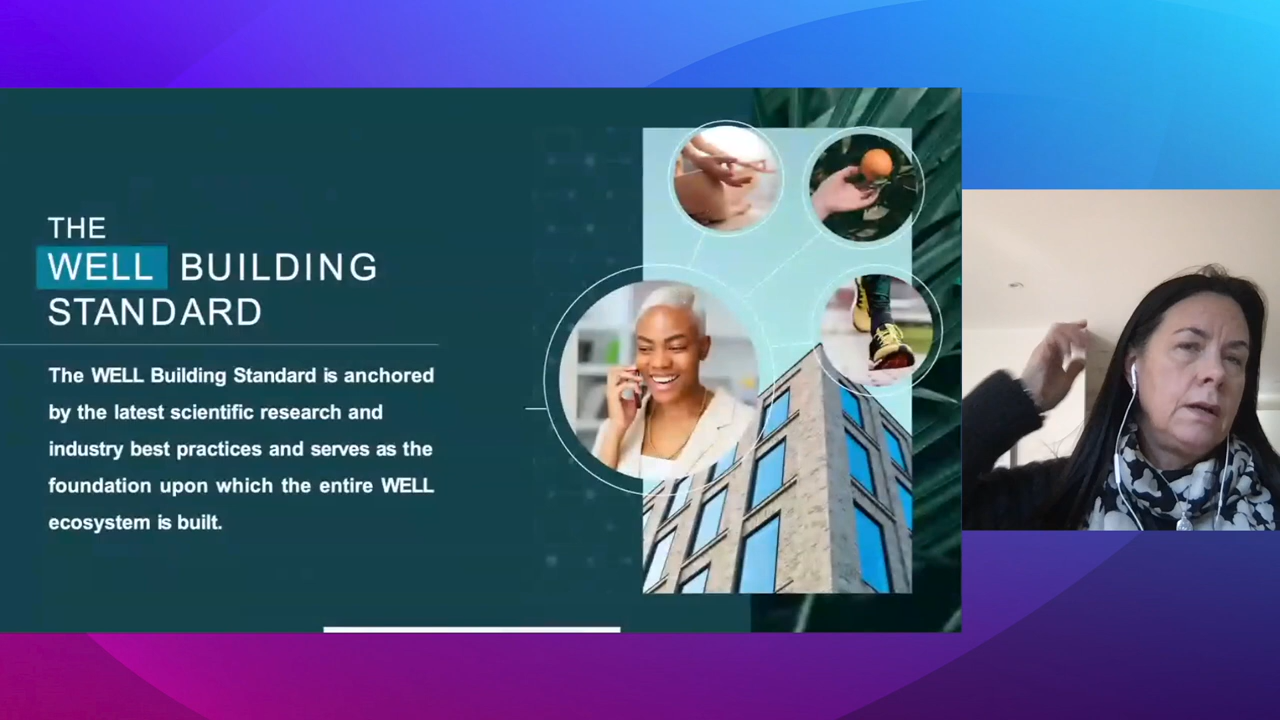 THE
WELL BUILDING
STANDARD
The WELL Building Standard is anchored
by the latest scientific research and
industry best practices and serves as the
foundation upon which the entire WELL
ecosystem is built.